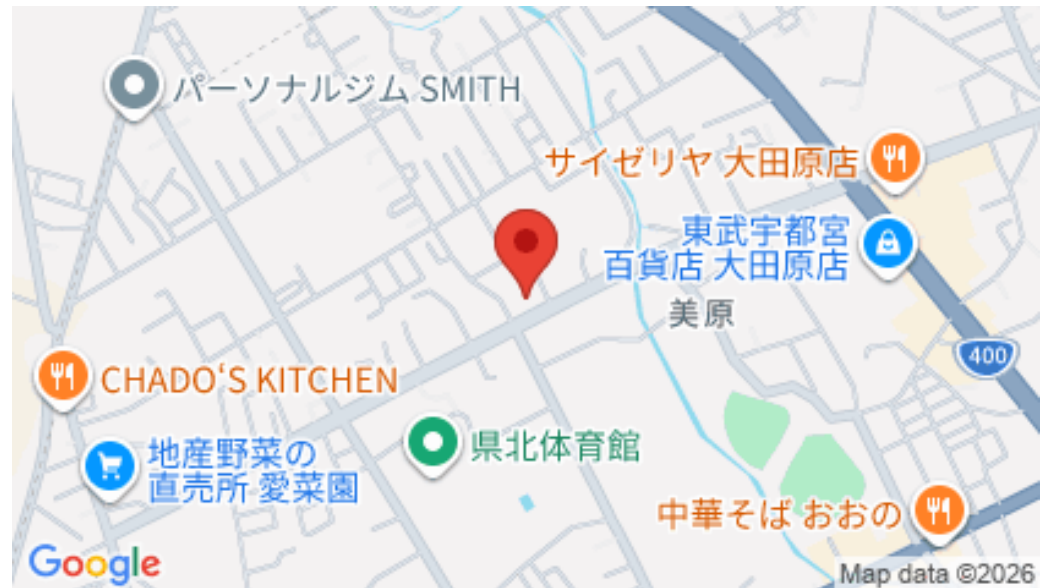 パーソナルジム SMITH
サイゼリヤ 大田原店
東武宇都宮
百貨店 大田原店
美原
400
CHADO'S KITCHEN
県北体育館
地産野菜の
直売所 愛菜園
中華そば おおの
Google
Map data ©2026